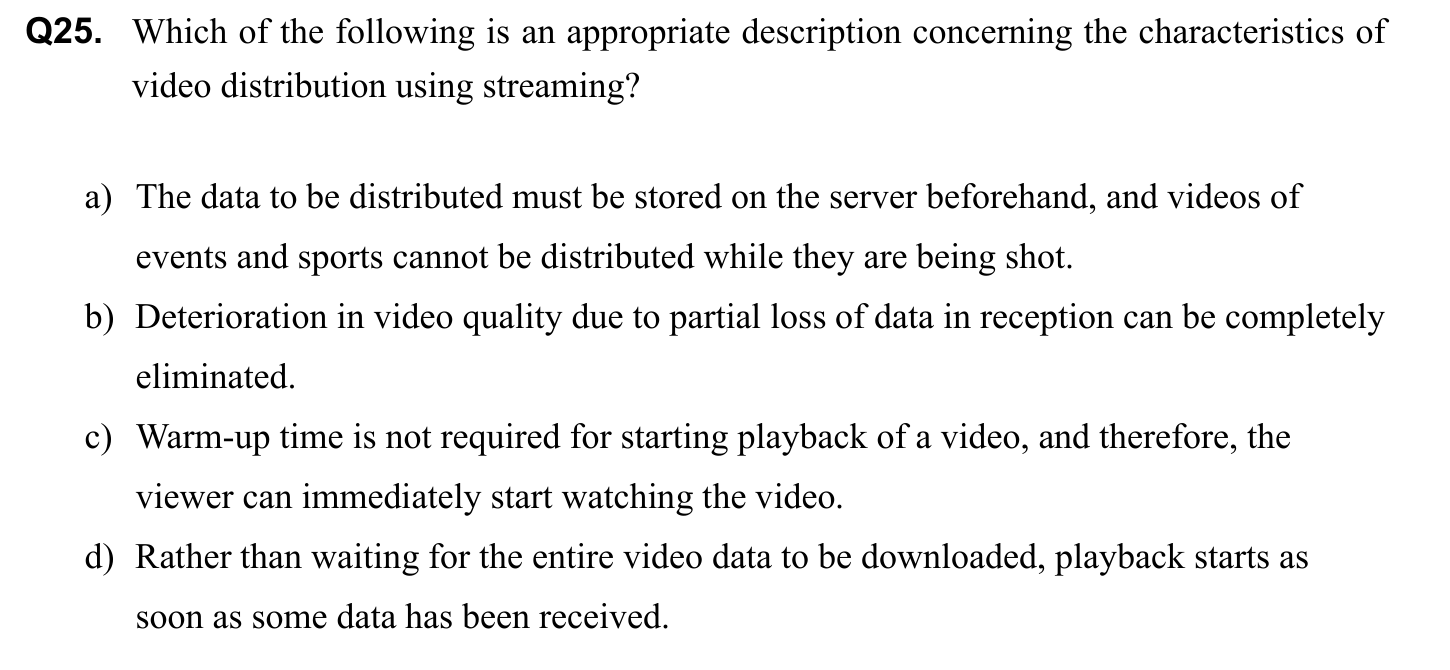 Q25. Which of the following is an appropriate description concerning the characteristics of
video distribution using streaming?
a) The data to be distributed must be stored on the server beforehand, and videos of
events and sports cannot be distributed while they are being shot.
b) Deterioration in video quality due to partial loss of data in reception can be completely
eliminated.
c) Warm-up time is not required for starting playback of a video, and therefore, the
viewer can immediately start watching the video.
d) Rather than waiting for the entire video data to be downloaded, playback starts as
soon as some data has been received.